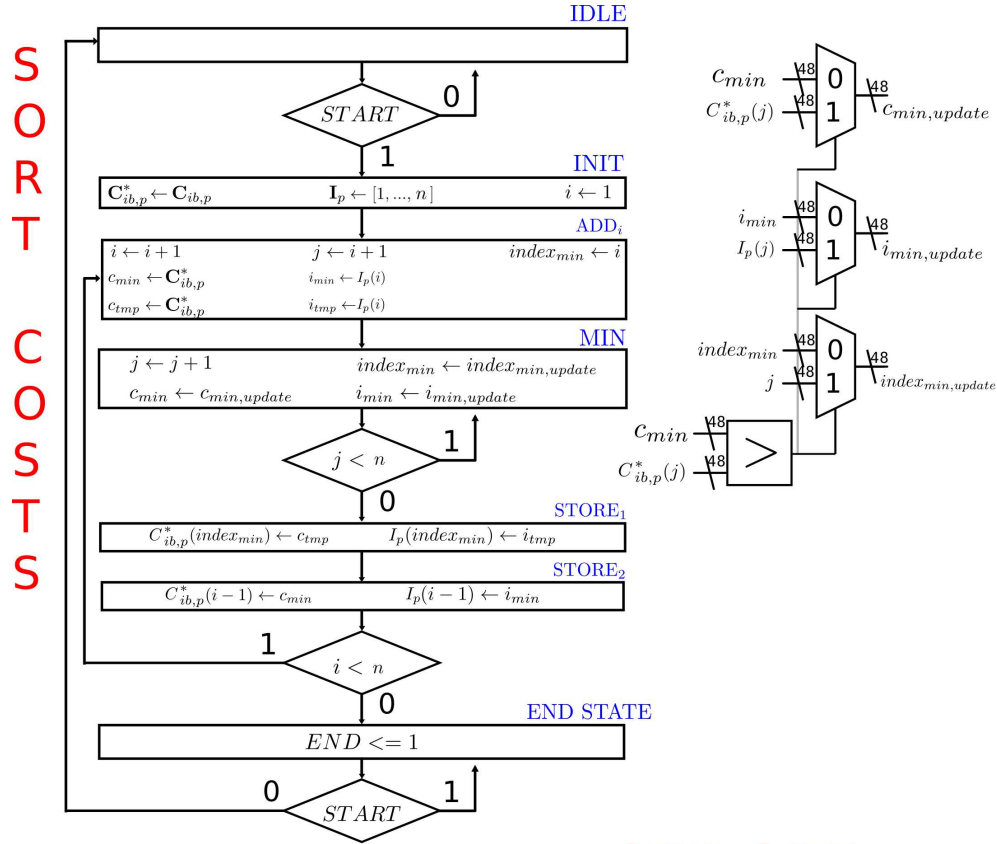 SORT COSTS
IDLE
START
0
1
INIT
C*ib,p ← Cib,p    Ip ← [1, ..., n]    i ← 1
ADDi
i ← i + 1    j ← i + 1    indexmin ← i
cmin ← C*ib,p    imin ← Ip(i)
ctmp ← C*ib,p    itmp ← Ip(i)
MIN
j ← j + 1    indexmin ← indexmin,update
cmin ← cmin,update    imin ← imin,update
j < n
1
0
STORE1
C*ib,p(indexmin) ← ctmp    Ip(indexmin) ← itmp
STORE2
C*ib,p(i − 1) ← cmin    Ip(i − 1) ← imin
1
i < n
0
END STATE
END <= 1
0
START
1
cmin 48 0 48
C*ib,p(j) 48 1 cmin,update
imin 48 0 48
Ip(j) 48 1 imin,update
indexmin 48 0 48
j 48 1 indexmin,update
cmin 48
>
C*ib,p(j) 48